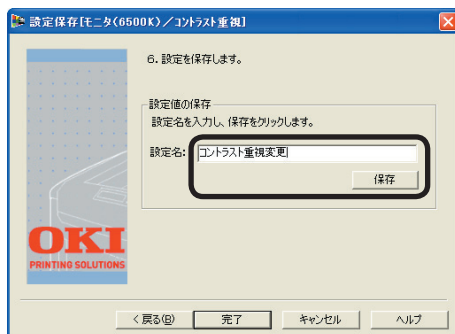 設定保存[モニタ(6500K)／コントラスト重視]
6. 設定を保存します。
設定値の保存
設定名を入力し、保存をクリックします。
設定名: コントラスト重視変更
保存
OKI
PRINTING SOLUTIONS
< 戻る(B) 完了 キャンセル ヘルプ